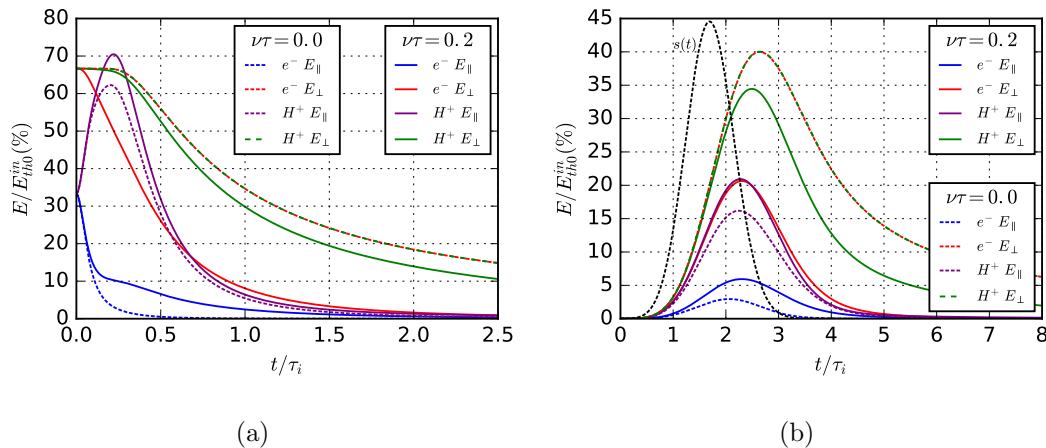 80
70
60
50
40
30
20
10
0
E/E^{in}_{th0}(%)
0.0 0.5 1.0 1.5 2.0 2.5
t/τ_i
ντ=0.0
e^- E_∥
e^- E_⊥
H^+ E_∥
H^+ E_⊥
ντ=0.2
e^- E_∥
e^- E_⊥
H^+ E_∥
H^+ E_⊥
(a)
45
40
35
30
25
20
15
10
5
0
E/E^{in}_{th0}(%)
0 1 2 3 4 5 6 7 8
t/τ_i
s(t)
ντ=0.2
e^- E_∥
e^- E_⊥
H^+ E_∥
H^+ E_⊥
ντ=0.0
e^- E_∥
e^- E_⊥
H^+ E_∥
H^+ E_⊥
(b)